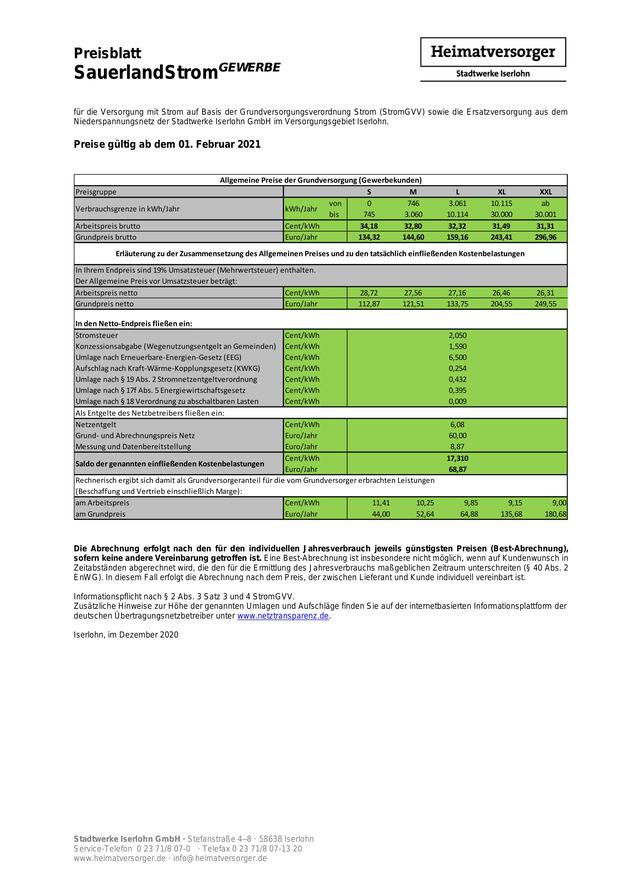 Preisblatt
SauerlandStromGEWERBE
Heimatversorger
Stadtwerke Iserlohn
für die Versorgung mit Strom auf Basis der Grundversorgungsverordnung Strom (StromGVV) sowie die Ersatzversorgung aus dem
Niederspannungsnetz der Stadtwerke Iserlohn GmbH im Versorgungsgebiet Iserlohn.
Preise gültig ab dem 01. Februar 2021
Allgemeine Preise der Grundversorgung (Gewerbekunden)
Preisgruppe S M L XL XXL
Verbrauchsgrenze in kWh/Jahr kWh/Jahr von 0 746 3.061 10.115 ab
bis 745 3.060 10.114 30.000 30.001
Arbeitspreis brutto Cent/kWh 34,18 32,80 32,32 31,49 31,31
Grundpreis brutto Euro/Jahr 134,32 144,60 159,16 243,41 296,96
Erläuterung zu der Zusammensetzung des Allgemeinen Preises und zu den tatsächlich einfließenden Kostenbelastungen
In Ihrem Endpreis sind 19% Umsatzsteuer (Mehrwertsteuer) enthalten.
Der Allgemeine Preis vor Umsatzsteuer beträgt:
Arbeitspreis netto Cent/kWh 28,72 27,56 27,16 26,46 26,31
Grundpreis netto Euro/Jahr 112,87 121,51 133,75 204,55 249,55
In den Netto-Endpreis fließen ein:
Stromsteuer Cent/kWh 2,050
Konzessionsabgabe (Wegenutzungsentgelt an Gemeinden) Cent/kWh 1,590
Umlage nach Erneuerbare-Energien-Gesetz (EEG) Cent/kWh 6,500
Aufschlag nach Kraft-Wärme-Kopplungsgesetz (KWKG) Cent/kWh 0,254
Umlage nach § 19 Abs. 2 Stromnetzentgeltverordnung Cent/kWh 0,432
Umlage nach § 17f Abs. 5 Energiewirtschaftsgesetz Cent/kWh 0,395
Umlage nach § 18 Verordnung zu abschaltbaren Lasten Cent/kWh 0,009
Als Entgelte des Netzbetreibers fließen ein:
Netzentgelt Cent/kWh 6,08
Grund- und Abrechnungspreis Netz Euro/Jahr 60,00
Messung und Datenbereitstellung Euro/Jahr 8,87
Saldo der genannten einfließenden Kostenbelastungen Cent/kWh 17,310
Euro/Jahr 68,87
Rechnerisch ergibt sich damit als Grundversorgeranteil für die vom Grundversorger erbrachten Leistungen
(Beschaffung und Vertrieb einschließlich Marge):
am Arbeitspreis Cent/kWh 11,41 10,25 9,85 9,15 9,00
am Grundpreis Euro/Jahr 44,00 52,64 64,88 135,68 180,68
Die Abrechnung erfolgt nach den für den individuellen Jahresverbrauch jeweils günstigsten Preisen (Best-Abrechnung),
sofern keine andere Vereinbarung getroffen ist. Eine Best-Abrechnung ist insbesondere nicht möglich, wenn auf Kundenwunsch in
Zeitabständen abgerechnet wird, die den für die Ermittlung des Jahresverbrauchs maßgeblichen Zeitraum unterschreiten (§ 40 Abs. 2
EnWG). In diesem Fall erfolgt die Abrechnung nach dem Preis, der zwischen Lieferant und Kunde individuell vereinbart ist.
Informationspflicht nach § 2 Abs. 3 Satz 3 und 4 StromGVV.
Zusätzliche Hinweise zur Höhe der genannten Umlagen und Aufschläge finden Sie auf der internetbasierten Informationsplattform der
deutschen Übertragungsnetzbetreiber unter www.netztransparenz.de.
Iserlohn, im Dezember 2020
Stadtwerke Iserlohn GmbH · Stefanstraße 4–8 · 58638 Iserlohn
Service-Telefon 0 23 71/8 07-0 · Telefax 0 23 71/8 07-13 20
www.heimatversorger.de · info@heimatversorger.de